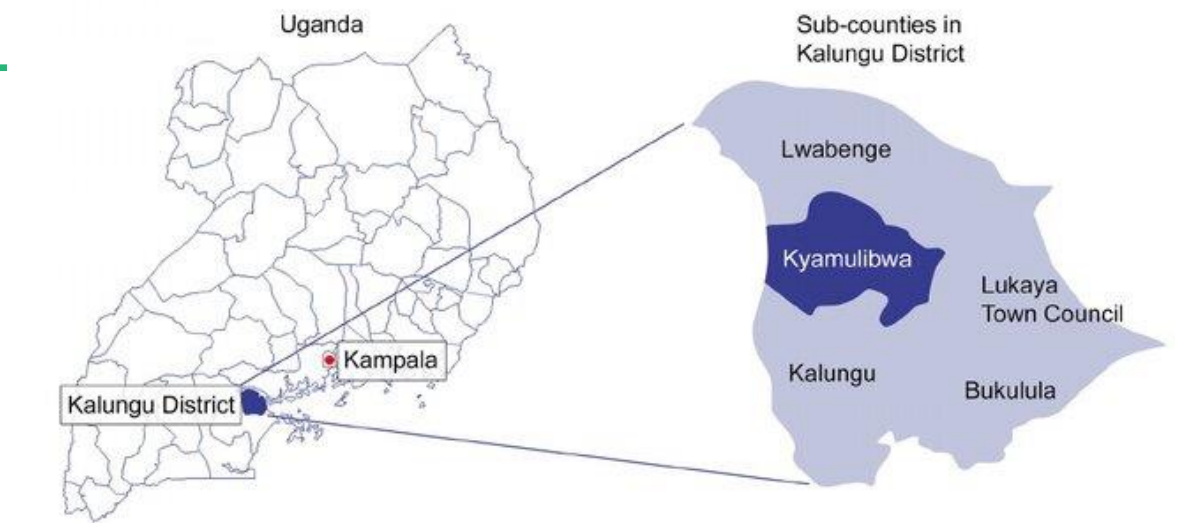 Uganda
Kampala
Kalungu District
Sub-counties in
Kalungu District
Lwabenge
Kyamulibwa
Lukaya
Town Council
Kalungu
Bukulula